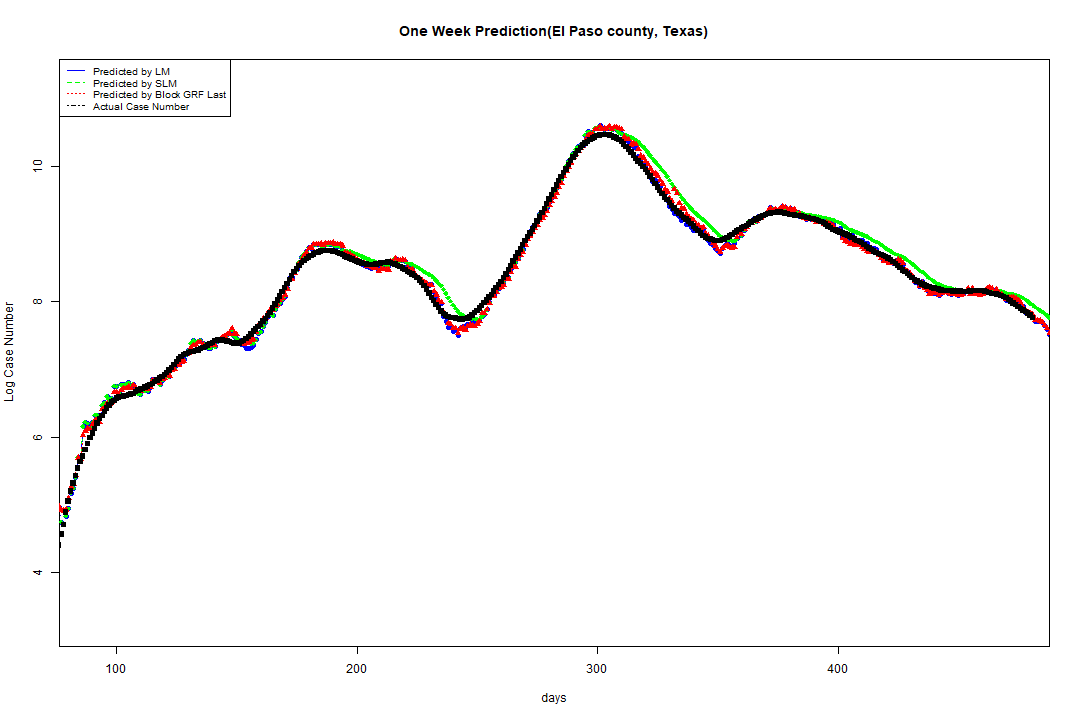 One Week Prediction(El Paso county, Texas)
Predicted by LM
Predicted by SLM
Predicted by Block GRF Last
Actual Case Number
10
8
6
4
Log Case Number
100 200 300 400
days